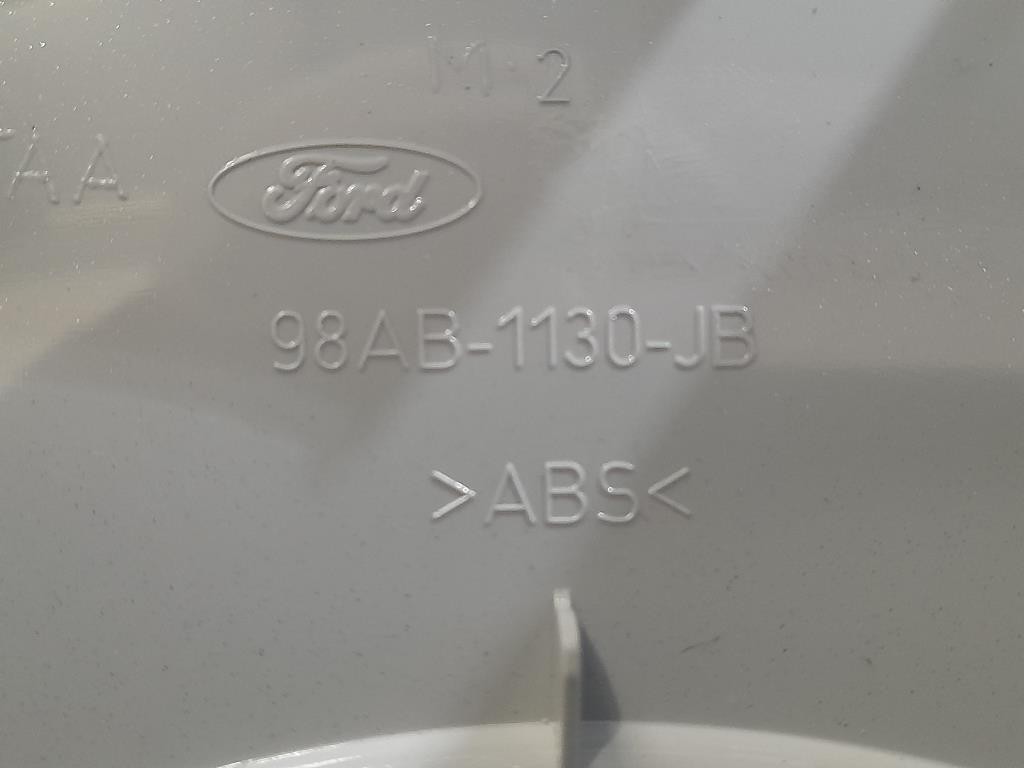 M 2
AA
Ford
98AB-1130-JB
>ABS<